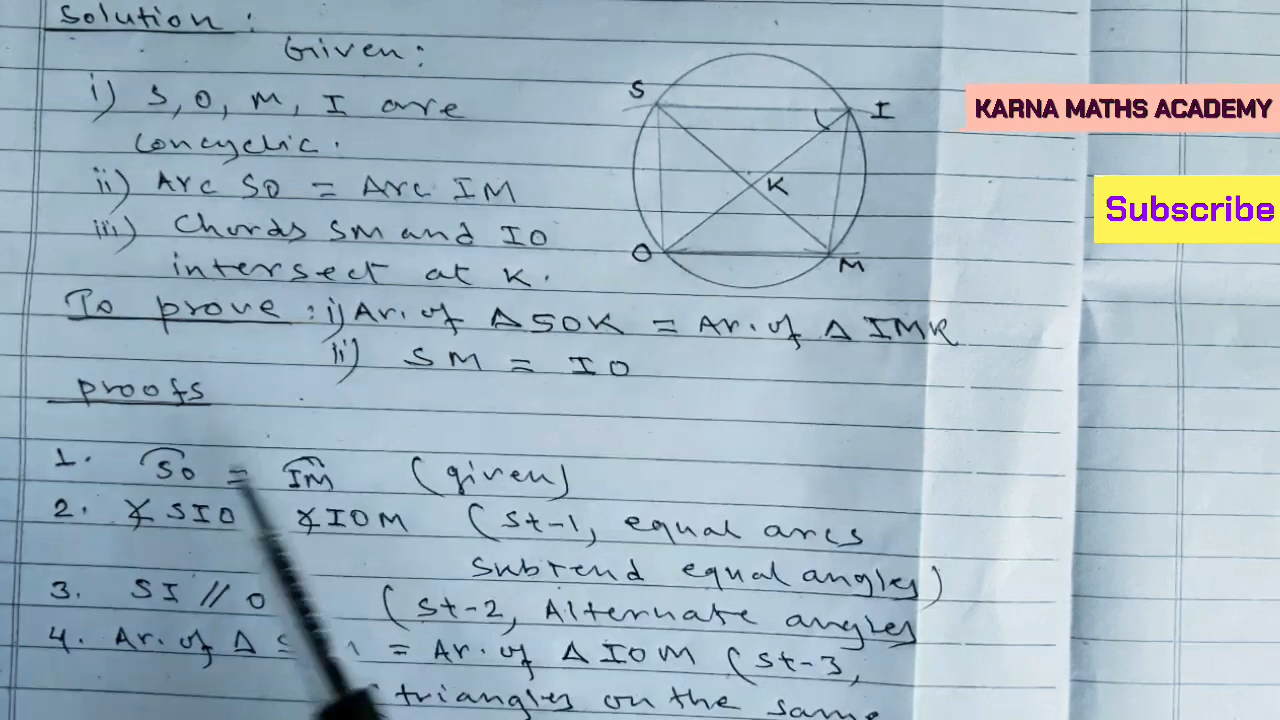 Solution:
Given:
i) S, O, M, I are
Concyclic.
ii) Arc SO = Arc IM
iii) Chords SM and IO
intersect at K.
To prove: i) Ar. of Δ SOK = Ar. of Δ IMK
ii) SM = IO
proofs
1. SO = IM (given)
2. ∡ SIO ∡ IOM (St-1, equal arcs
subtend equal angles)
3. SI // O (St-2, Alternate angles
4. Ar. of Δ S = Ar. of Δ IOM (St-3,
triangles on the same
S
I
K
O
M
KARNA MATHS ACADEMY
Subscribe